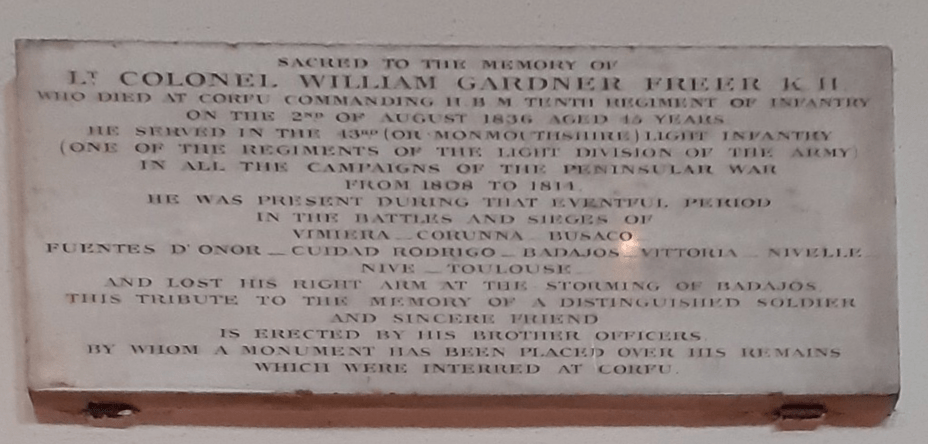 SACRED TO THE MEMORY OF
LT COLONEL WILLIAM GARDNER FREER K H
WHO DIED AT CORFU COMMANDING H B M TENTH REGIMENT OF INFANTRY
ON THE 2ND OF AUGUST 1836 AGED 45 YEARS
HE SERVED IN THE 43RD (OR MONMOUTHSHIRE) LIGHT INFANTRY
(ONE OF THE REGIMENTS OF THE LIGHT DIVISION OF THE ARMY)
IN ALL THE CAMPAIGNS OF THE PENINSULAR WAR
FROM 1808 TO 1814.
HE WAS PRESENT DURING THAT EVENTFUL PERIOD
IN THE BATTLES AND SIEGES OF
VIMIERA _ CORUNNA _ BUSACO
FUENTES D'ONOR _ CUIDAD RODRIGO _ BADAJOS _ VITTORIA _ NIVELLE _
NIVE _ TOULOUSE _
AND LOST HIS RIGHT ARM AT THE STORMING OF BADAJOS.
THIS TRIBUTE TO THE MEMORY OF A DISTINGUISHED SOLDIER
AND SINCERE FRIEND
IS ERECTED BY HIS BROTHER OFFICERS.
BY WHOM A MONUMENT HAS BEEN PLACED OVER HIS REMAINS
WHICH WERE INTERRED AT CORFU.